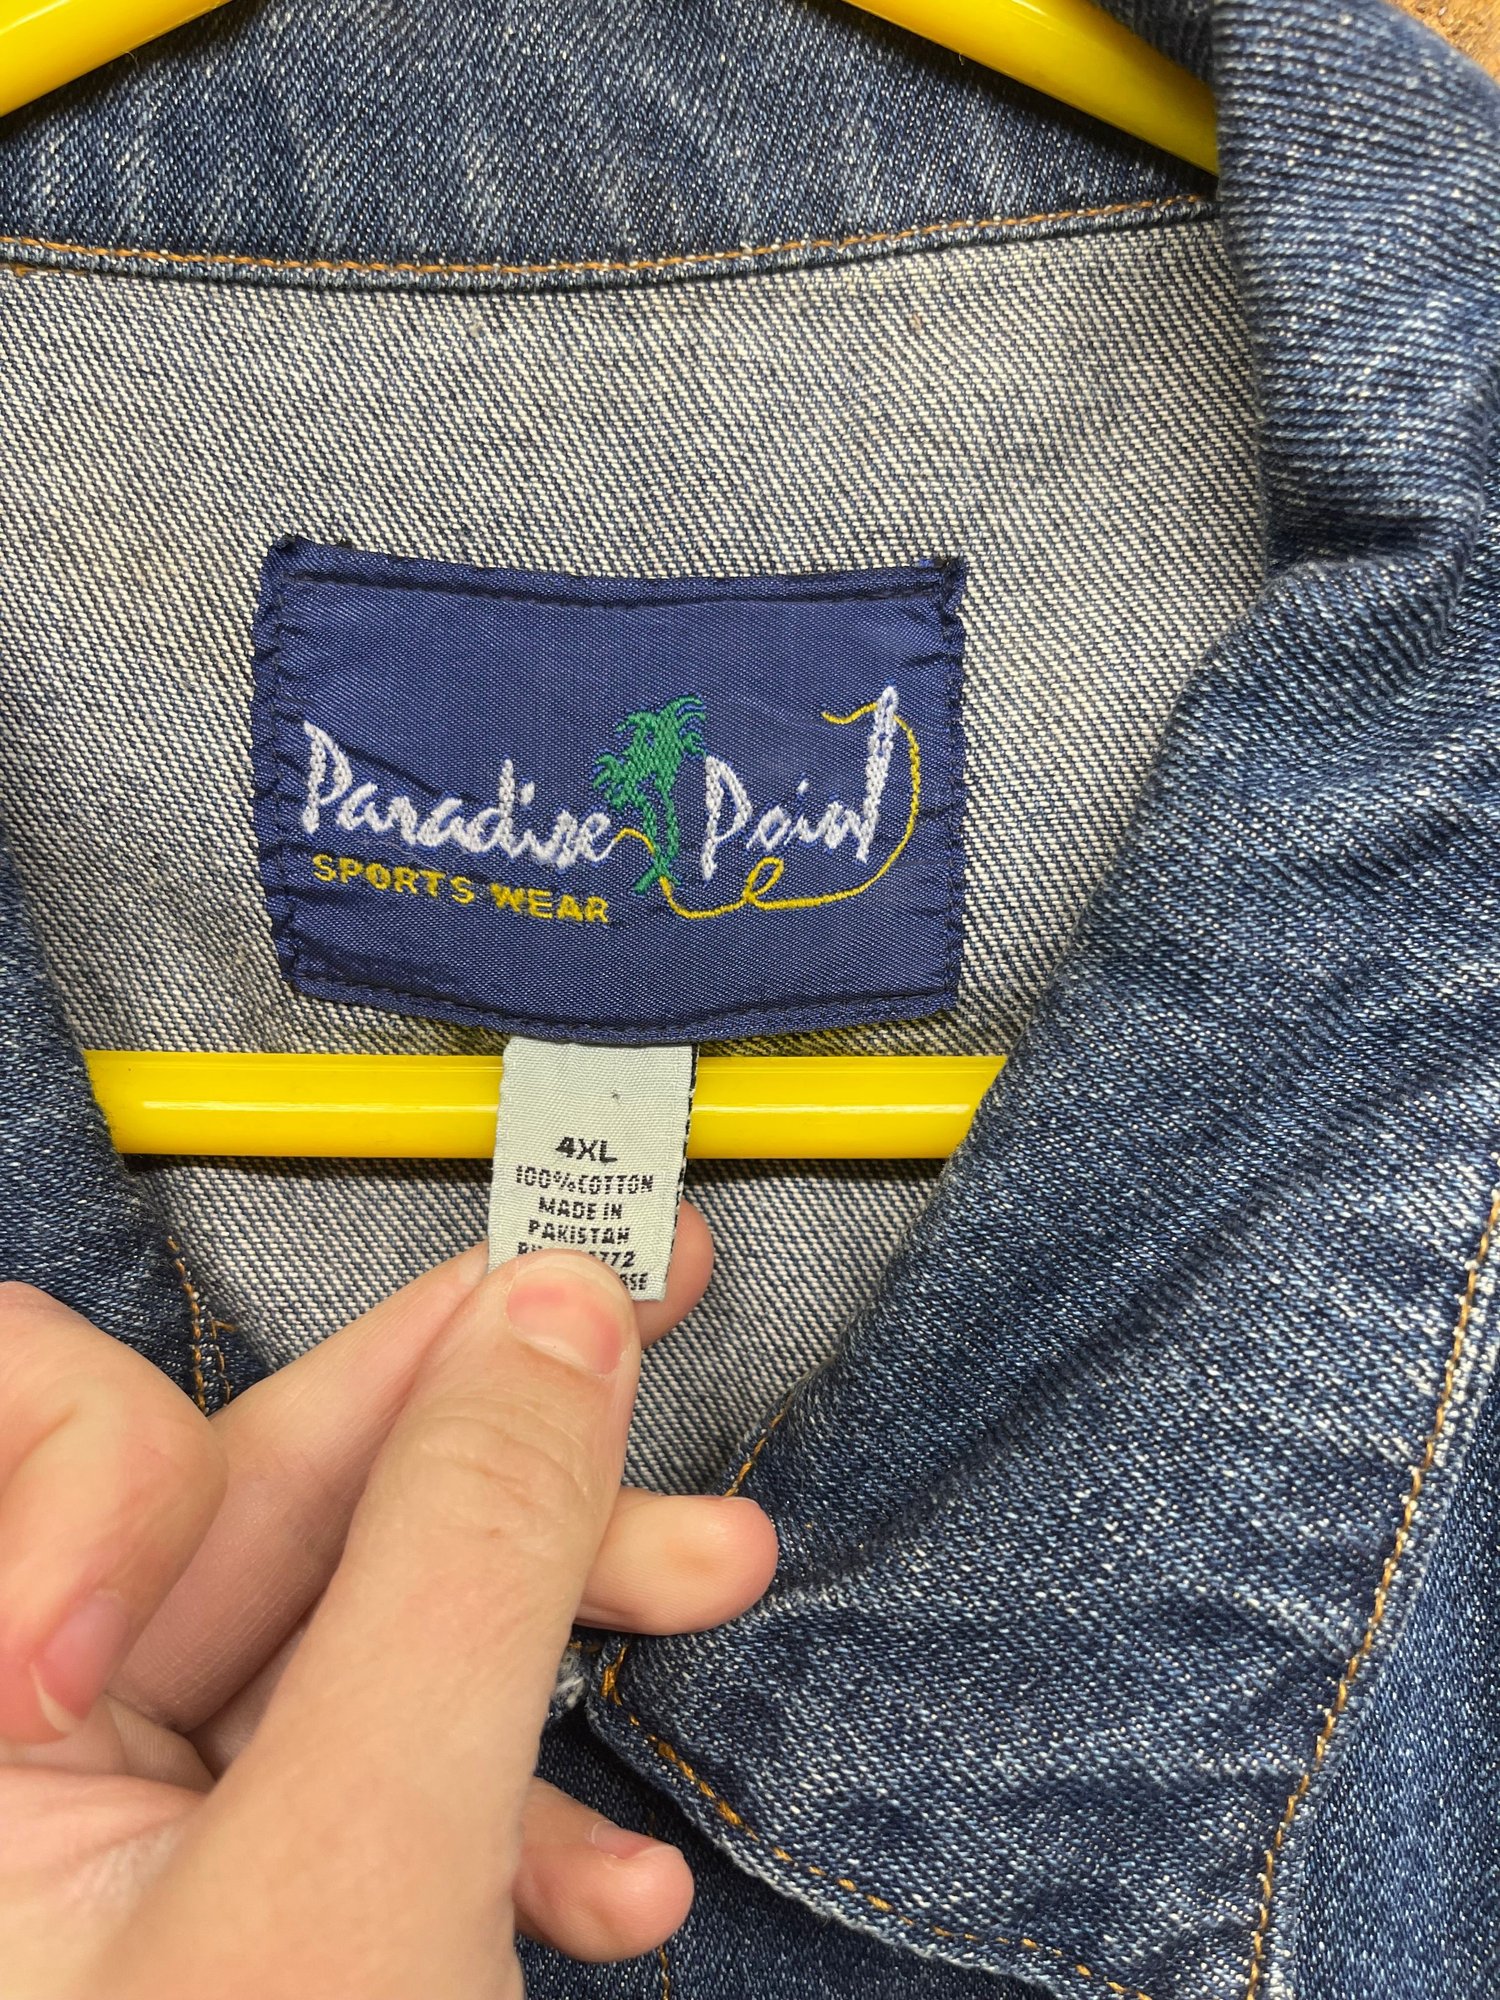 Paradise Point
SPORTS WEAR
4XL
100% COTTON
MADE IN
PAKISTAN